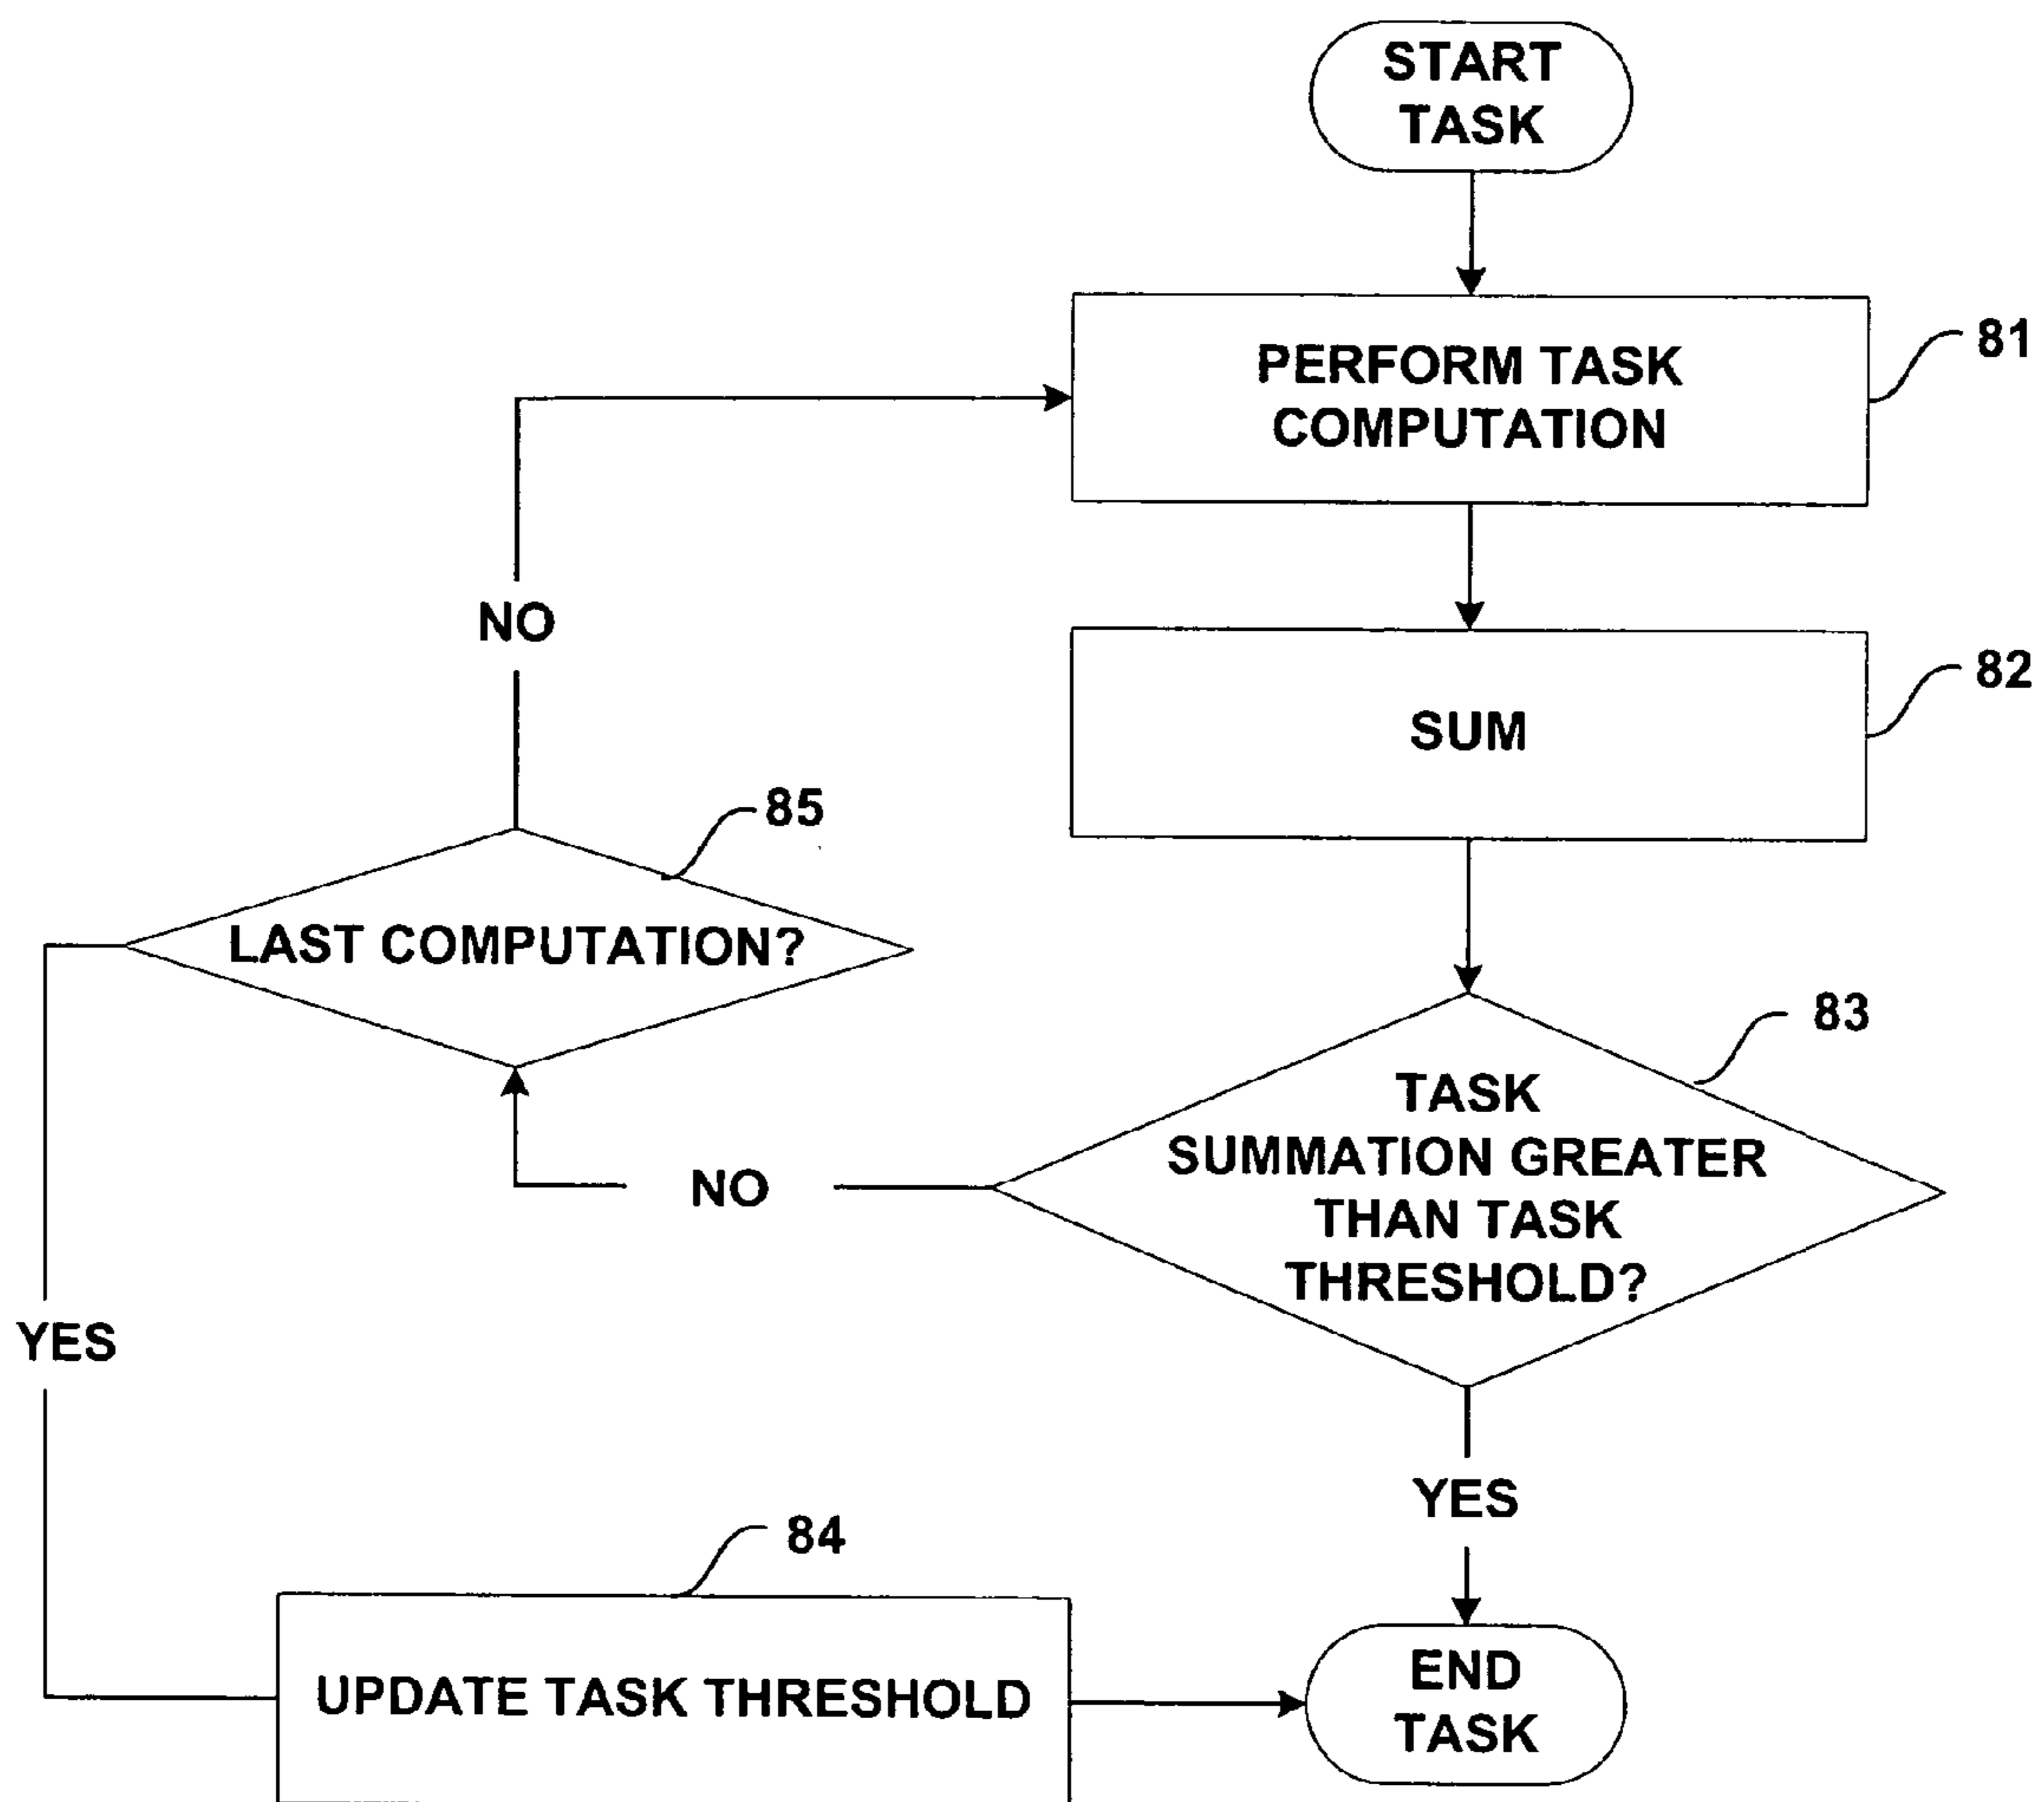 START
TASK
PERFORM TASK
COMPUTATION
81
NO
SUM
82
85
LAST COMPUTATION?
83
TASK
SUMMATION GREATER
THAN TASK
THRESHOLD?
NO
YES
YES
84
UPDATE TASK THRESHOLD
END
TASK